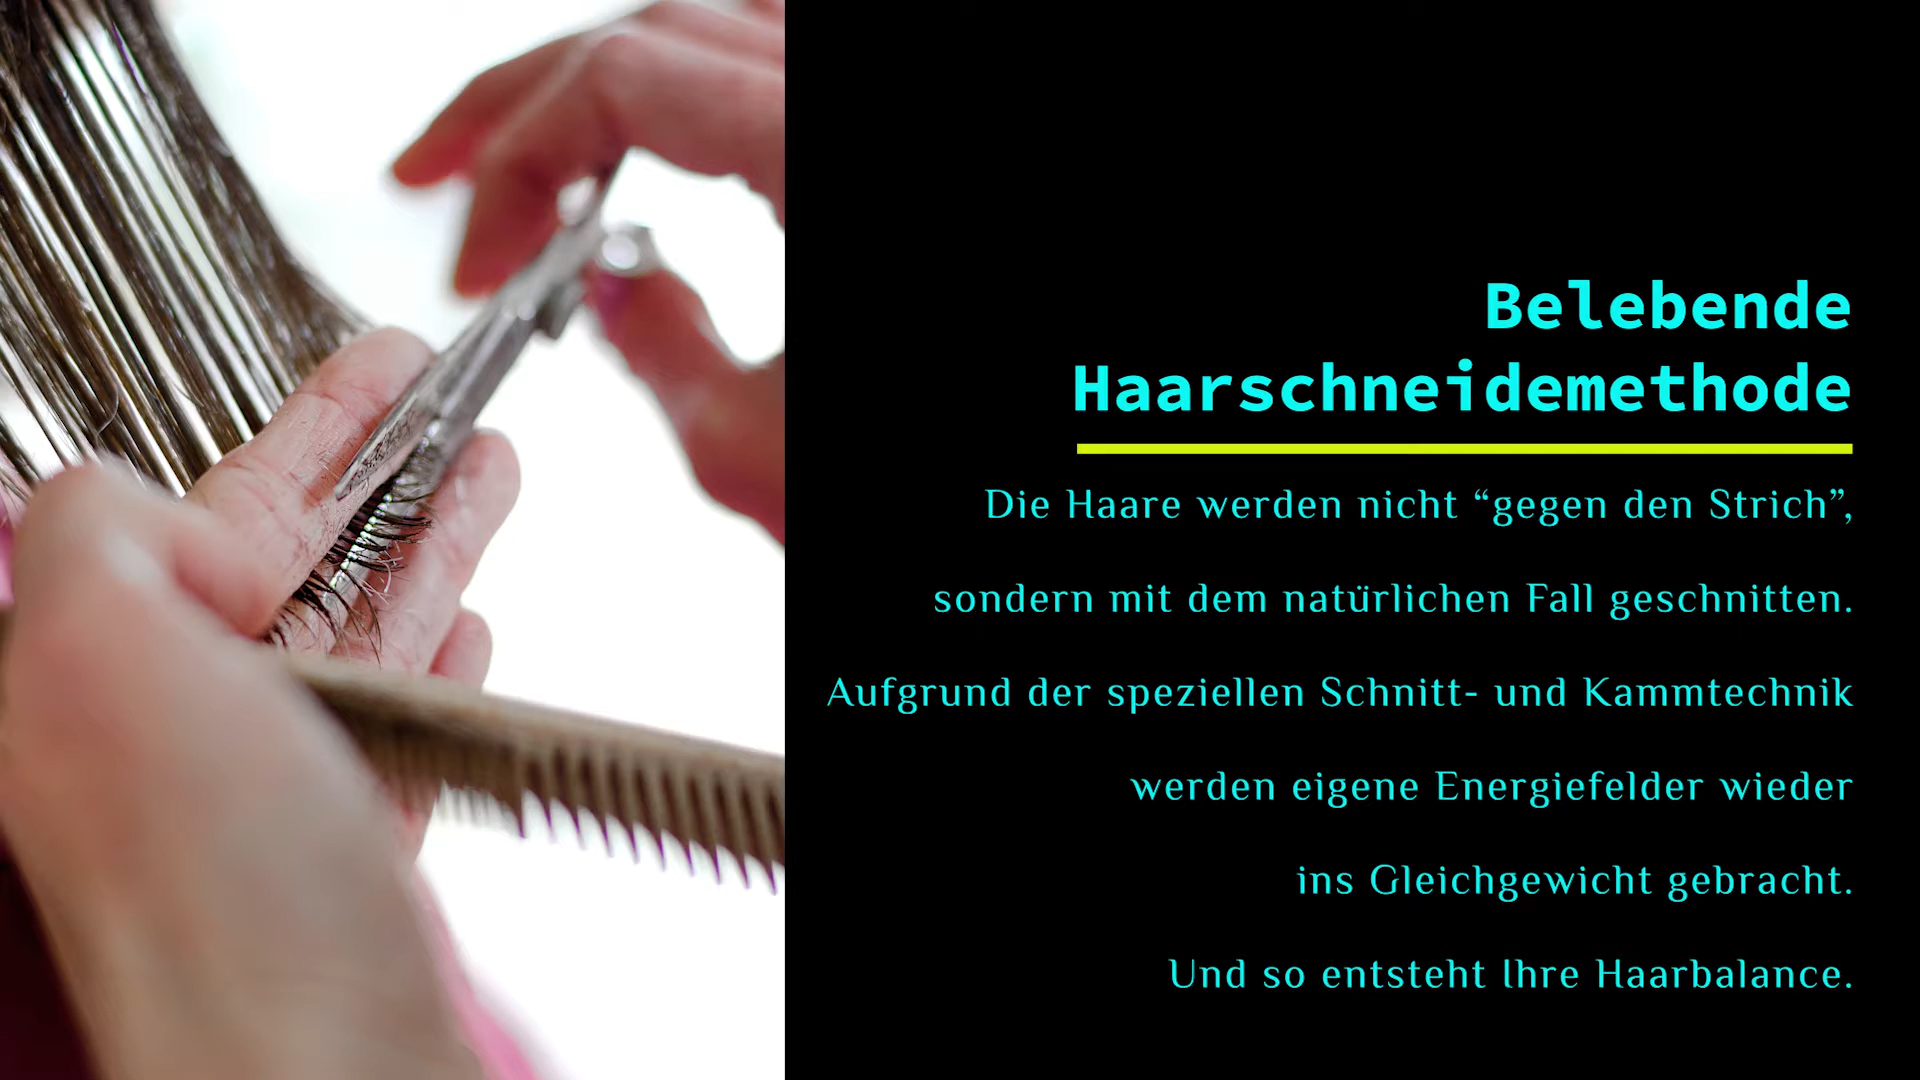 Belebende
Haarschneidemethode
Die Haare werden nicht “gegen den Strich”,
sondern mit dem natürlichen Fall geschnitten.
Aufgrund der speziellen Schnitt- und Kammtechnik
werden eigene Energiefelder wieder
ins Gleichgewicht gebracht.
Und so entsteht Ihre Haarbalance.